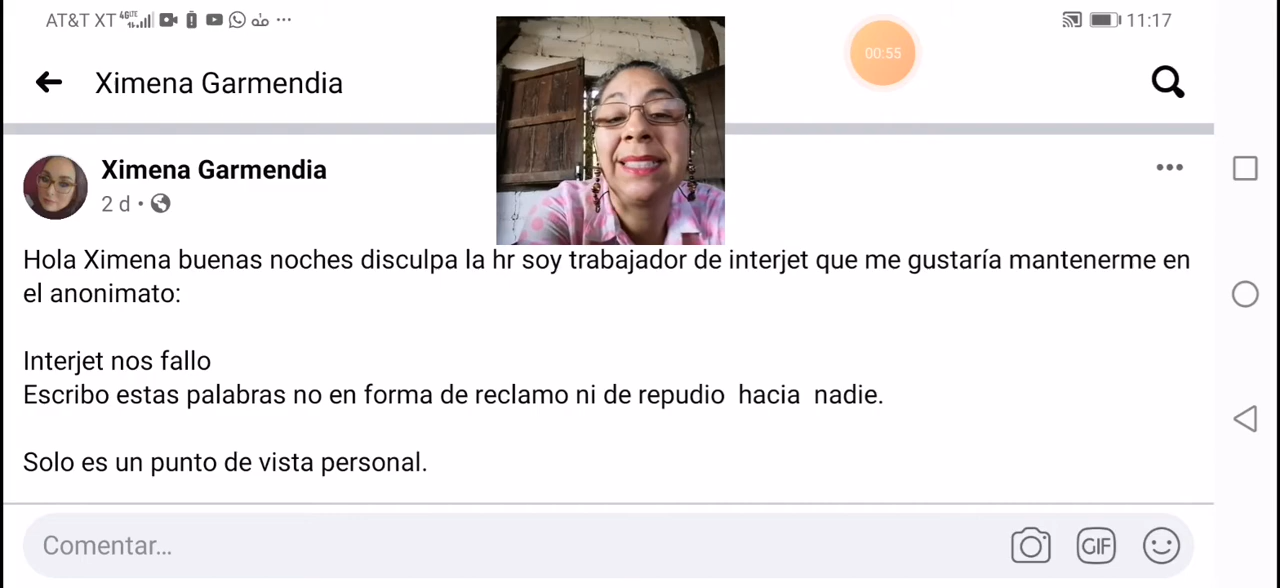 AT&T XT 4G LTE 11:17
00:55
Ximena Garmendia
Ximena Garmendia
2 d •
Hola Ximena buenas noches disculpa la hr soy trabajador de interjet que me gustaría mantenerme en
el anonimato:
Interjet nos fallo
Escribo estas palabras no en forma de reclamo ni de repudio hacia nadie.
Solo es un punto de vista personal.
Comentar...
GIF